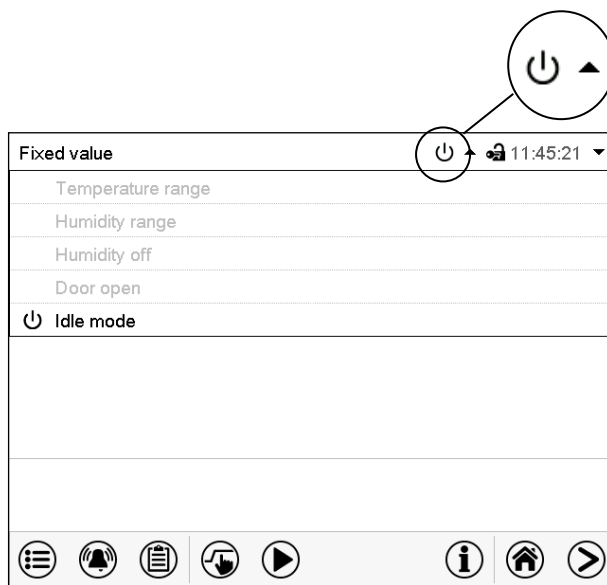 Fixed value 11:45:21
Temperature range
Humidity range
Humidity off
Door open
Idle mode